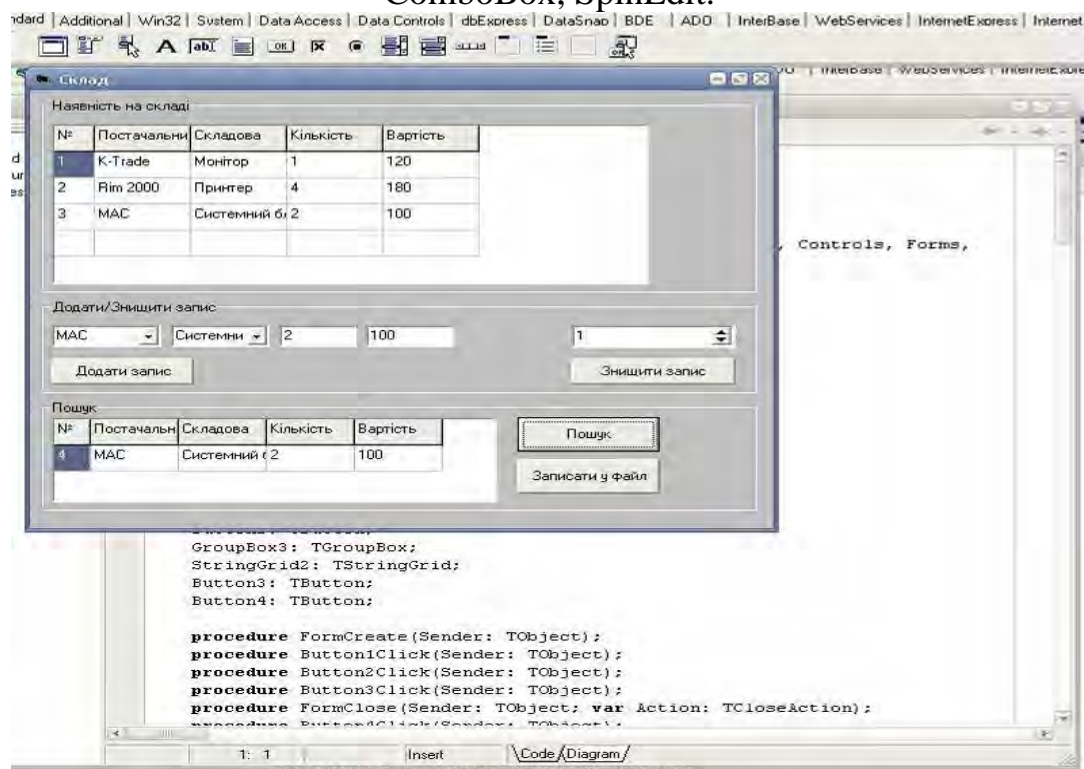 ComboBox, SpinEdit.
Additional | Win32 | System | Data Access | Data Controls | dbExpress | DataSnap | BDE | ADO | InterBase | WebServices | InternetExpress | Internet
Склад
Наявність на складі
№ Постачальни Складова Кількість Вартість
1 K-Trade Монітор 1 120
2 Rim 2000 Принтер 4 180
3 МАС Системний 2 100
, Controls, Forms,
Додати/Знищити запис
МАС Системни 2 100 1
Додати запис Знищити запис
Пошук
№ Постачальн Складова Кількість Вартість
4 МАС Системний 2 100
Пошук
Записати у файл
GroupBox3: TGroupBox;
StringGrid2: TStringGrid;
Button3: TButton;
Button4: TButton;
procedure FormCreate(Sender: TObject);
procedure Button1Click(Sender: TObject);
procedure Button2Click(Sender: TObject);
procedure Button3Click(Sender: TObject);
procedure FormClose(Sender: TObject; var Action: TCloseAction);
1: 1 Insert Code Diagram